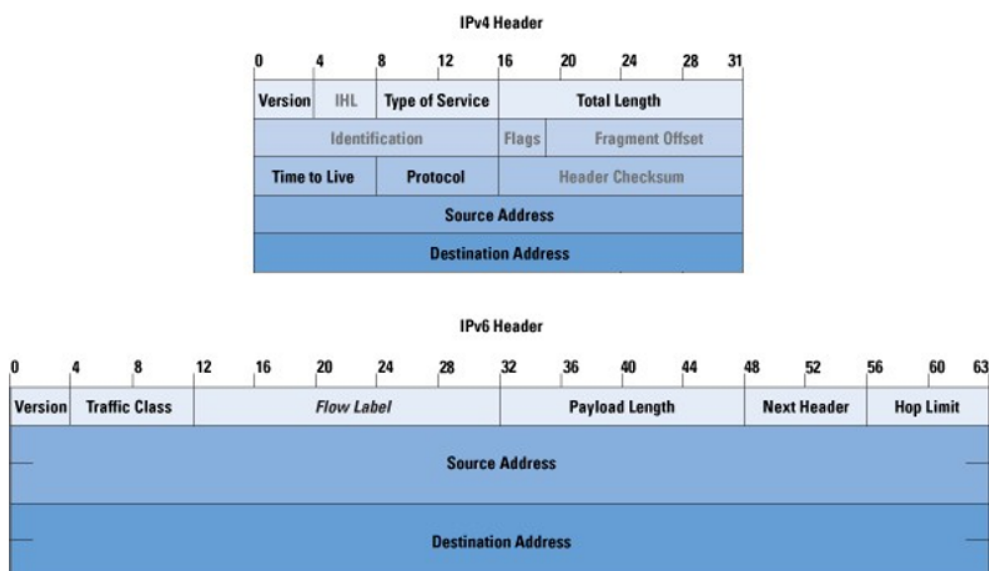 IPv4 Header
0 4 8 12 16 20 24 28 31
Version IHL Type of Service Total Length
Identification Flags Fragment Offset
Time to Live Protocol Header Checksum
Source Address
Destination Address
IPv6 Header
0 4 8 12 16 20 24 28 32 36 40 44 48 52 56 60 63
Version Traffic Class Flow Label Payload Length Next Header Hop Limit
Source Address
Destination Address